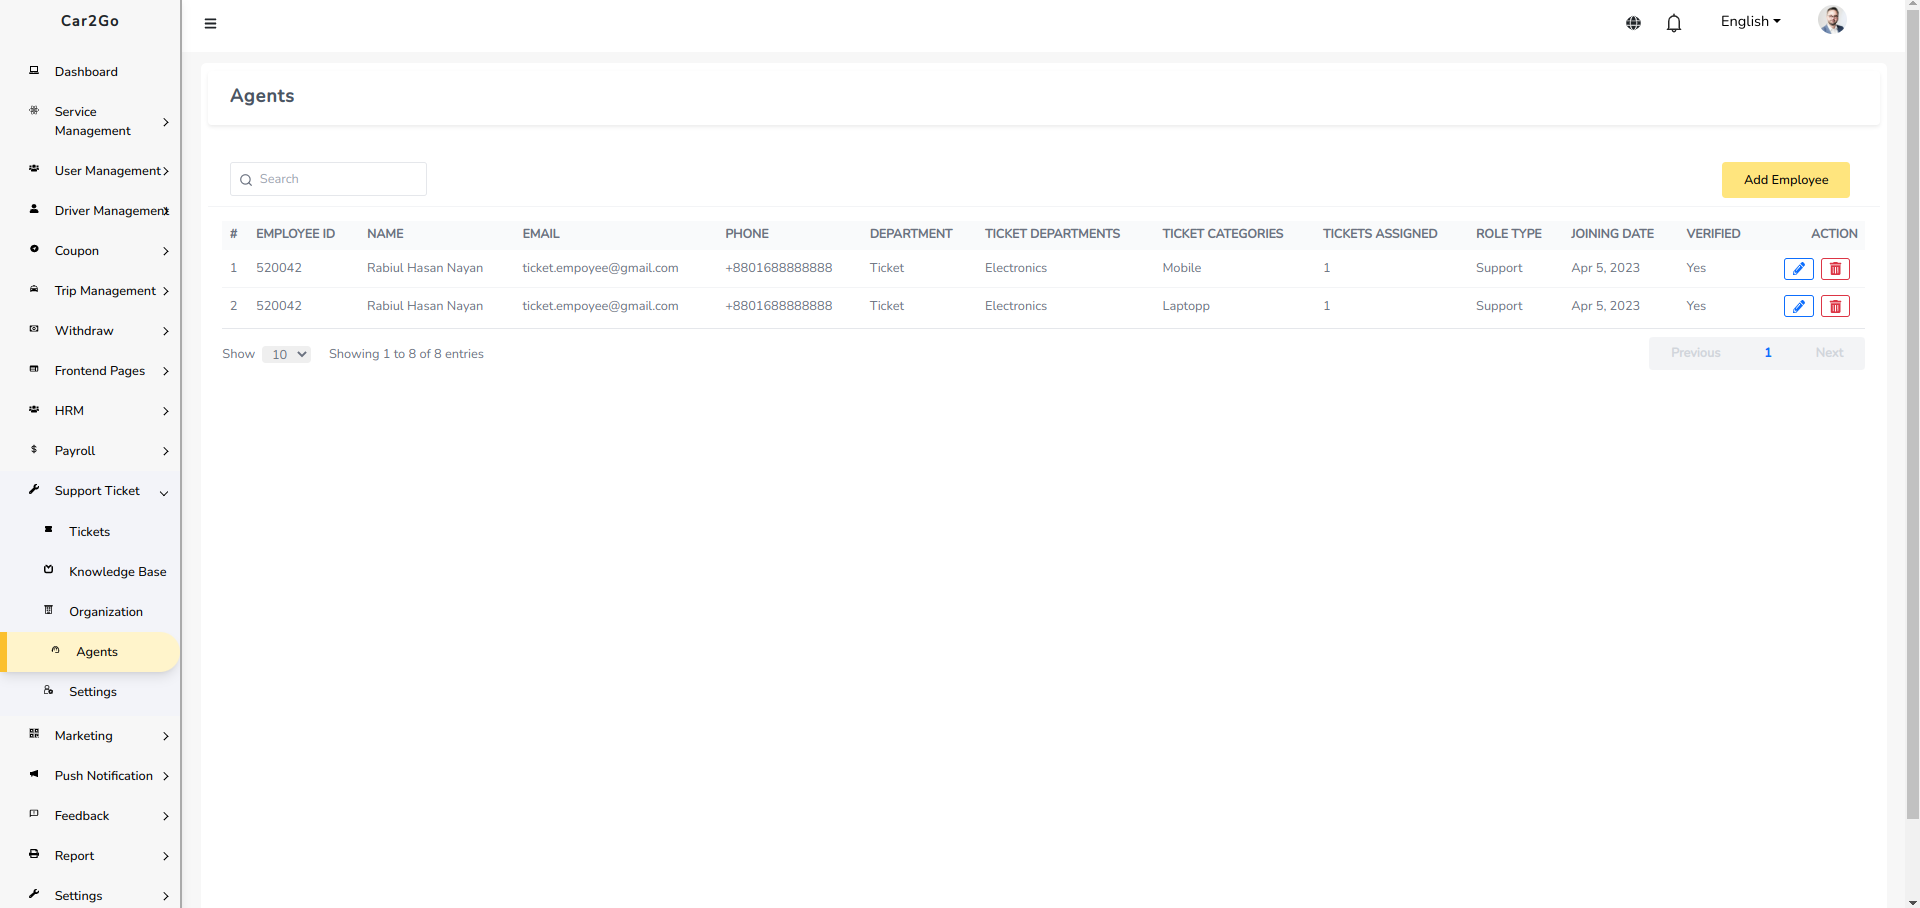 Car2Go
English
Dashboard
Service
Management
User Management
Driver Management
Coupon
Trip Management
Withdraw
Frontend Pages
HRM
Payroll
Support Ticket
Tickets
Knowledge Base
Organization
Agents
Settings
Marketing
Push Notification
Feedback
Report
Settings
Agents
Search
Add Employee
# EMPLOYEE ID NAME EMAIL PHONE DEPARTMENT TICKET DEPARTMENTS TICKET CATEGORIES TICKETS ASSIGNED ROLE TYPE JOINING DATE VERIFIED ACTION
1 520042 Rabiul Hasan Nayan ticket.empoyee@gmail.com +8801688888888 Ticket Electronics Mobile 1 Support Apr 5, 2023 Yes
2 520042 Rabiul Hasan Nayan ticket.empoyee@gmail.com +8801688888888 Ticket Electronics Laptopp 1 Support Apr 5, 2023 Yes
Show 10 Showing 1 to 8 of 8 entries Previous 1 Next